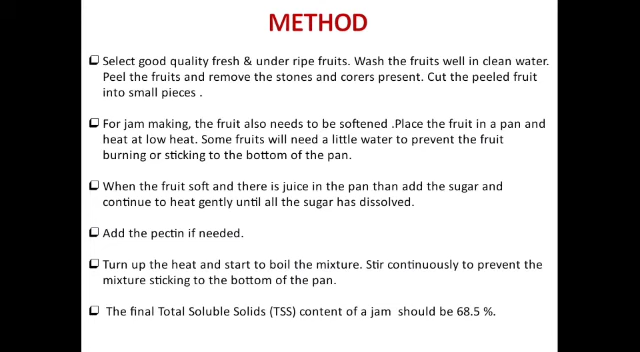 METHOD
❑ Select good quality fresh & under ripe fruits. Wash the fruits well in clean water.
Peel the fruits and remove the stones and corers present. Cut the peeled fruit
into small pieces .
❑ For jam making, the fruit also needs to be softened .Place the fruit in a pan and
heat at low heat. Some fruits will need a little water to prevent the fruit
burning or sticking to the bottom of the pan.
❑ When the fruit soft and there is juice in the pan than add the sugar and
continue to heat gently until all the sugar has dissolved.
❑ Add the pectin if needed.
❑ Turn up the heat and start to boil the mixture. Stir continuously to prevent the
mixture sticking to the bottom of the pan.
❑ The final Total Soluble Solids (TSS) content of a jam should be 68.5 %.